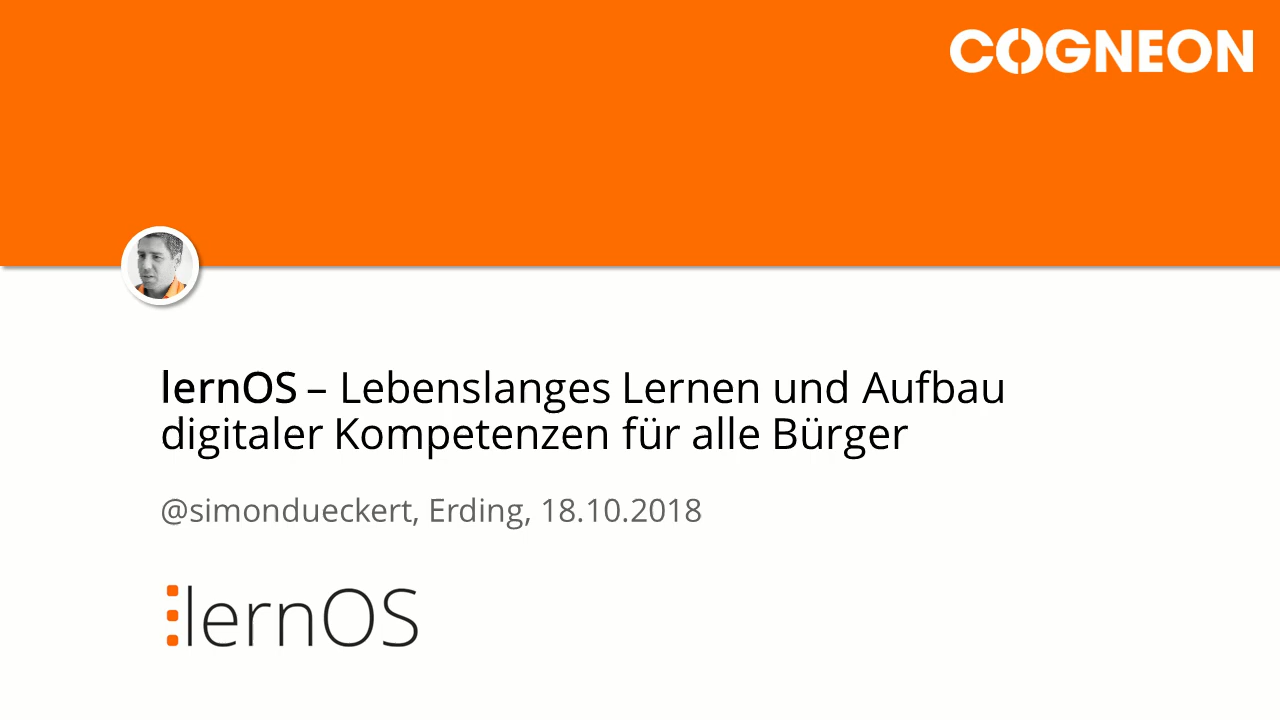 COGNEON
lernOS – Lebenslanges Lernen und Aufbau
digitaler Kompetenzen für alle Bürger
@simondueckert, Erding, 18.10.2018
lernOS